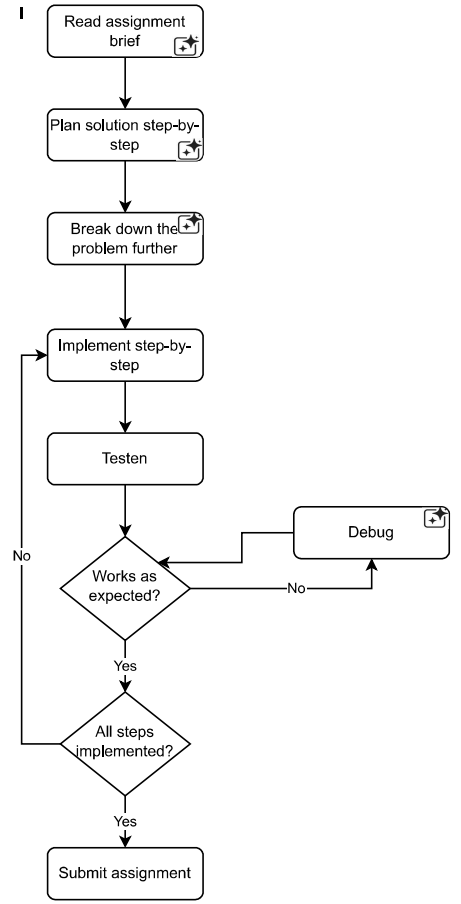 Read assignment
brief
Plan solution step-by-
step
Break down the
problem further
Implement step-by-
step
Testen
Debug
No
Works as
expected?
No
Yes
All steps
implemented?
Yes
Submit assignment